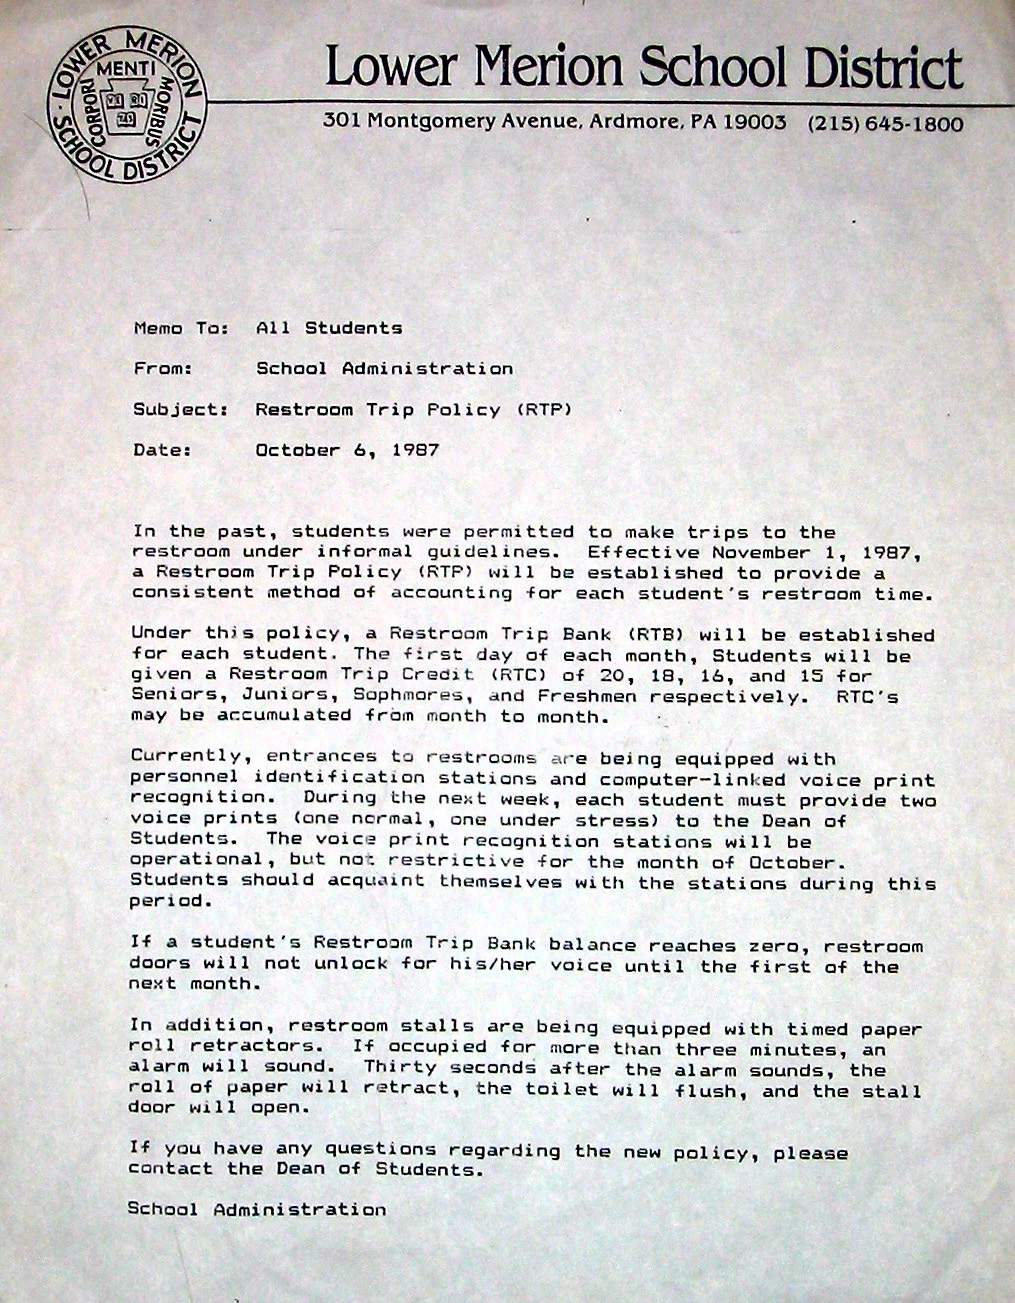 LOWER MERION
SCHOOL DISTRICT
MENTI
CORPORI
MORIBUS
Lower Merion School District
301 Montgomery Avenue, Ardmore, PA 19003 (215) 645-1800
Memo To: All Students
From: School Administration
Subject: Restroom Trip Policy (RTP)
Date: October 6, 1987
In the past, students were permitted to make trips to the
restroom under informal guidelines. Effective November 1, 1987,
a Restroom Trip Policy (RTP) will be established to provide a
consistent method of accounting for each student's restroom time.
Under this policy, a Restroom Trip Bank (RTB) will be established
for each student. The first day of each month, Students will be
given a Restroom Trip Credit (RTC) of 20, 18, 16, and 15 for
Seniors, Juniors, Sophmores, and Freshmen respectively. RTC's
may be accumulated from month to month.
Currently, entrances to restrooms are being equipped with
personnel identification stations and computer-linked voice print
recognition. During the next week, each student must provide two
voice prints (one normal, one under stress) to the Dean of
Students. The voice print recognition stations will be
operational, but not restrictive for the month of October.
Students should acquaint themselves with the stations during this
period.
If a student's Restroom Trip Bank balance reaches zero, restroom
doors will not unlock for his/her voice until the first of the
next month.
In addition, restroom stalls are being equipped with timed paper
roll retractors. If occupied for more than three minutes, an
alarm will sound. Thirty seconds after the alarm sounds, the
roll of paper will retract, the toilet will flush, and the stall
door will open.
If you have any questions regarding the new policy, please
contact the Dean of Students.
School Administration